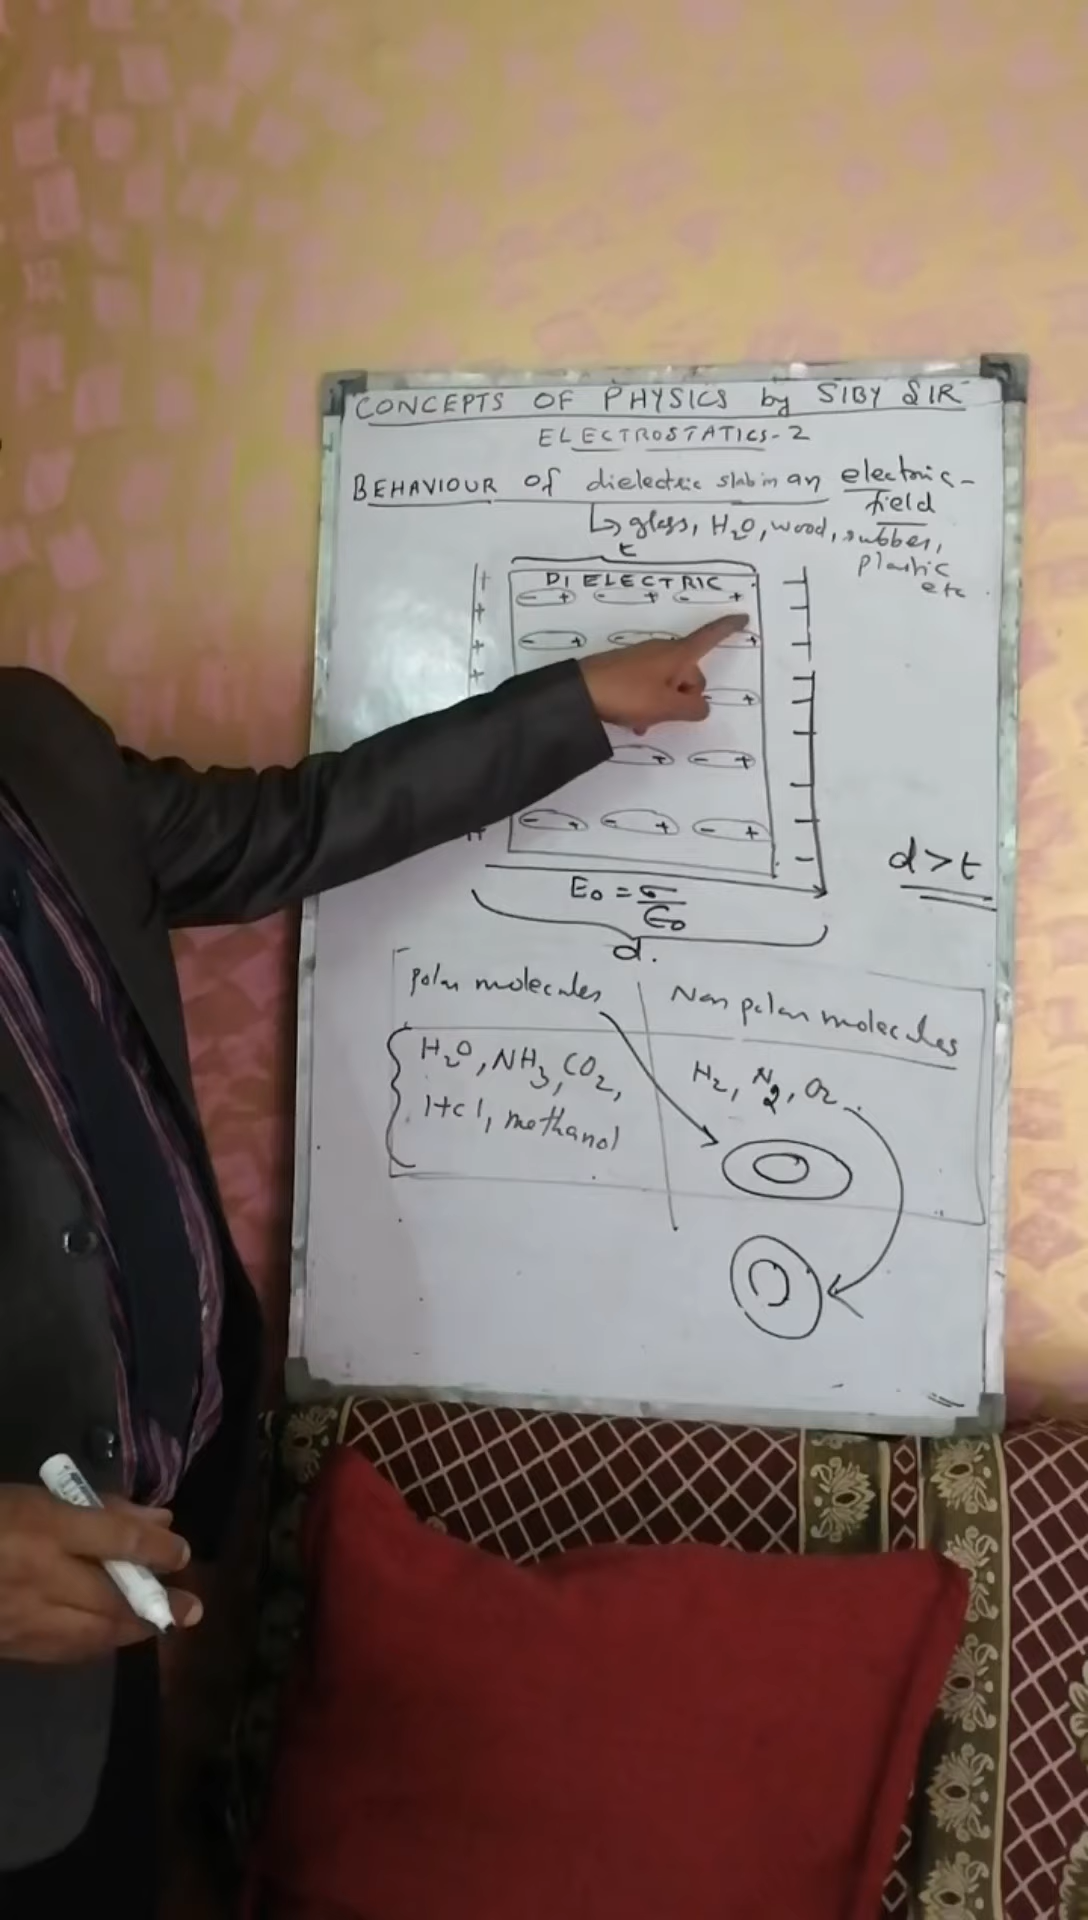 CONCEPTS OF PHYSICS by SIBY SIR
ELECTROSTATICS-2
BEHAVIOUR OF dielectric slab in an electric-
field
↳ glass, H₂O, wood, rubber,
plastic
etc
t
DIELECTRIC
+ - + - + - + -
+ - + +
+
- +
+ - +
+ - + - + - +
d>t
E₀ = σ/ϵ₀
d.
polar molecules
Non polar molecules
H₂O, NH₃, CO₂,
HCl, methanol
H₂, N₂, O₂.